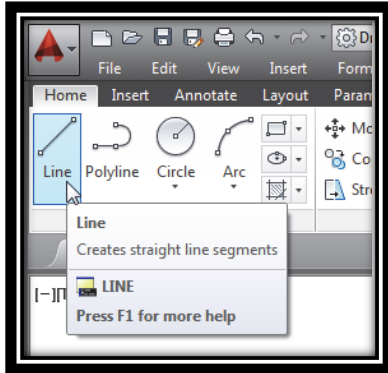 File Edit View Insert
Home Insert Annotate Layout
Line Polyline Circle Arc
Line
Creates straight line segments
LINE
Press F1 for more help